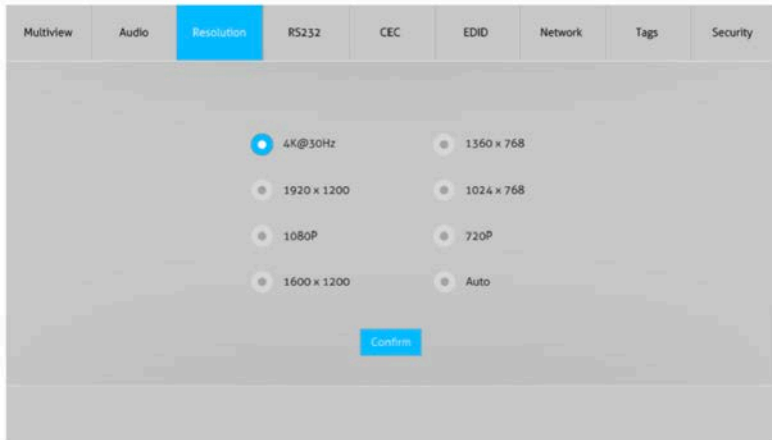 Multiview Audio Resolution RS232 CEC EDID Network Tags Security
4K@30Hz 1360 x 768
1920 x 1200 1024 x 768
1080P 720P
1600 x 1200 Auto
Confirm